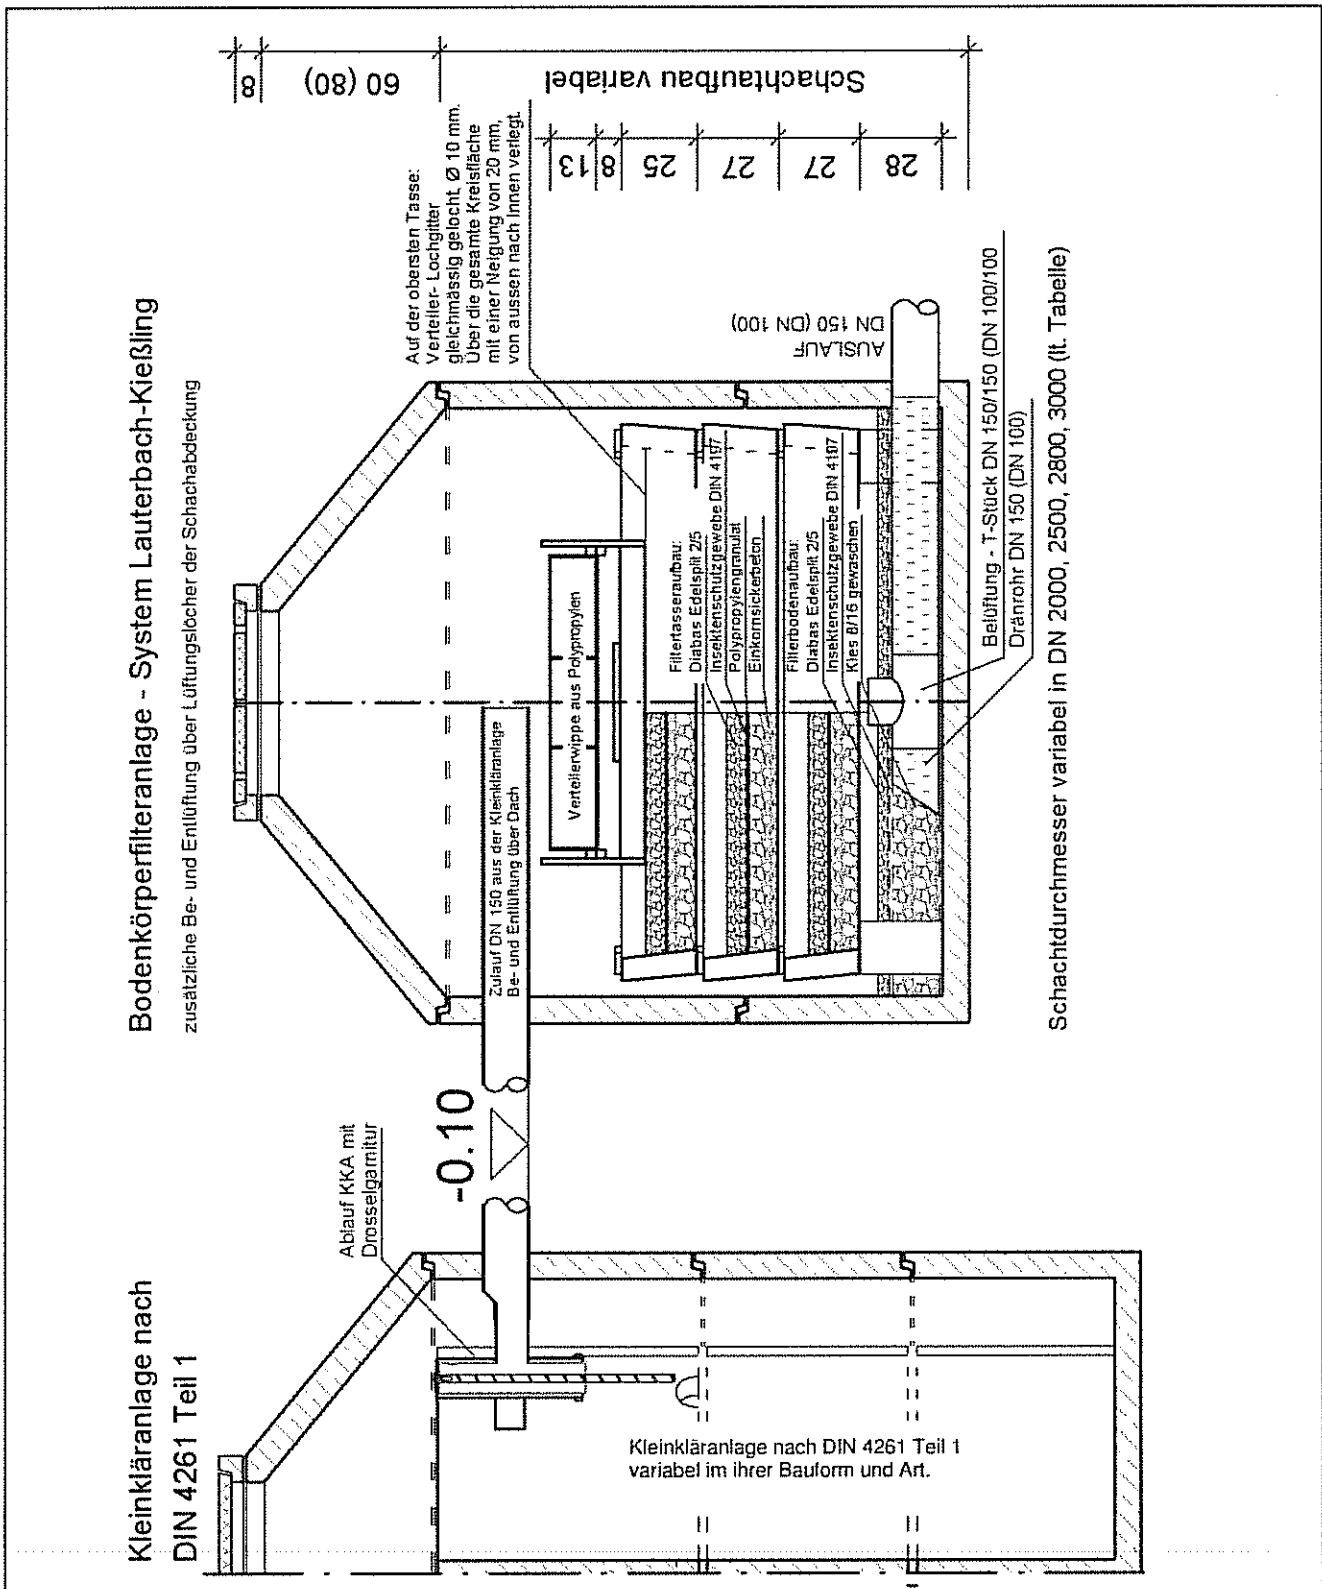 Kleinkläranlage nach
DIN 4261 Teil 1
Bodenkörperfilteranlage - System Lauterbach-Kießling
zusätzliche Be- und Entlüftung über Lüftungslöcher der Schachabdeckung
8
60 (80)
Schachtaufbau variabel
13
8
25
27
27
28
Auf der obersten Tasse:
Verteiler- Lochgitter
gleichmässig gelocht, Ø 10 mm.
Über die gesamte Kreisfläche
mit einer Neigung von 20 mm,
von aussen nach Innen verlegt.
Ablauf KKA mit
Drosselgarnitur
-0.10
Zulauf DN 150 aus der Kleinkläranlage
Be- und Entlüftung über Dach
Verteilerwippe aus Polypropylen
Filtertasseraufbau:
Diabas Edelsplit 2/5
Insektenschutzgewebe DIN 4197
Polypropylengranulat
Einkornsickerbeton
Filterbodenaufbau:
Diabas Edelsplit 2/5
Insektenschutzgewebe DIN 4197
Kies 8/16 gewaschen
AUSLAUF
DN 150 (DN 100)
Belüftung - T-Stück DN 150/150 (DN 100/100
Dränrohr DN 150 (DN 100)
Schachtdurchmesser variabel in DN 2000, 2500, 2800, 3000 (lt. Tabelle)
Kleinkläranlage nach DIN 4261 Teil 1
variabel im ihrer Bauform und Art.